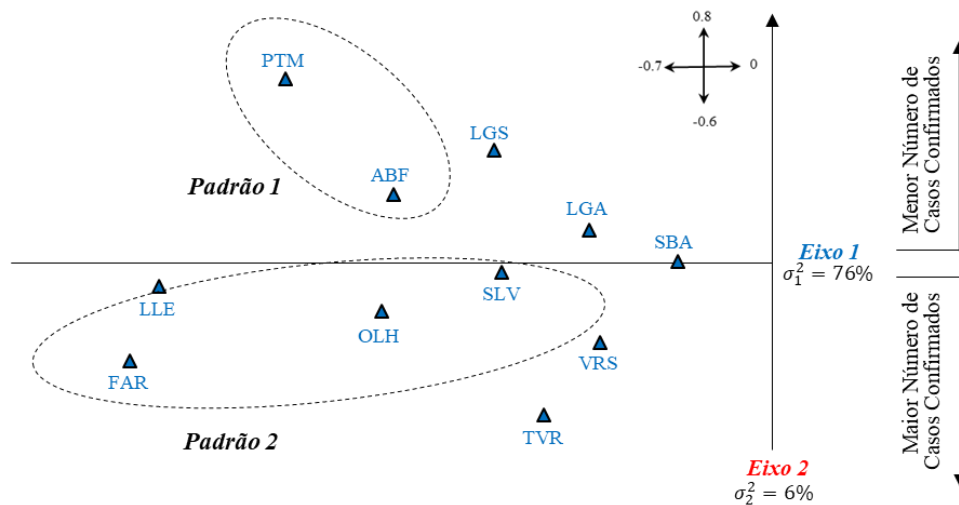 0.8
-0.7
0
-0.6
PTM
LGS
ABF
Padrão 1
LGA
SBA
Eixo 1
σ₁² = 76%
LLE
SLV
OLH
FAR
VRS
TVR
Padrão 2
Eixo 2
σ₂² = 6%
Menor Número de
Casos Confirmados
Maior Número de
Casos Confirmados